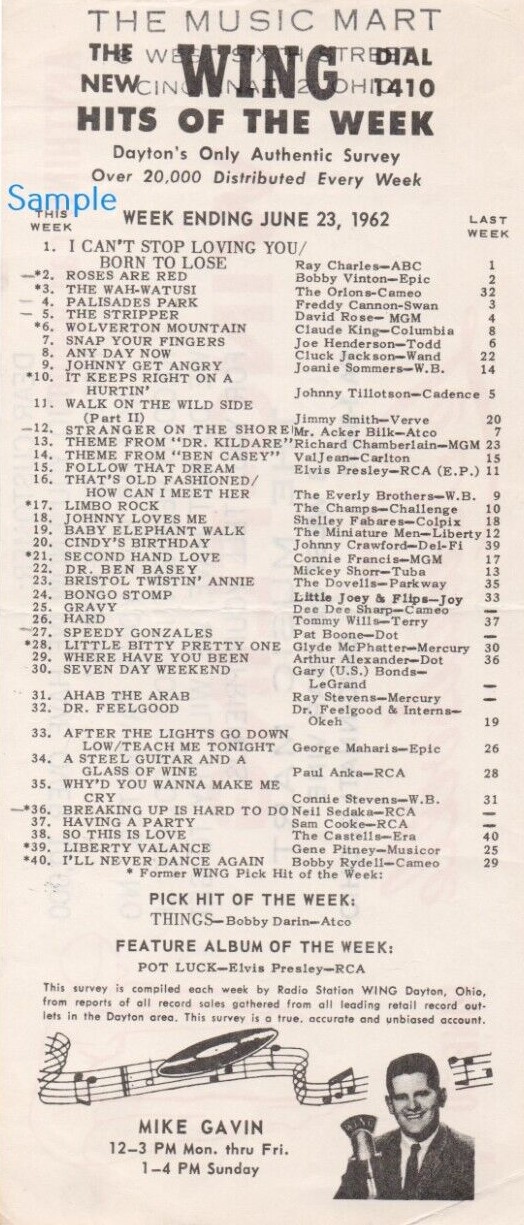 THE MUSIC MART
6 WEST SIXTH STREET
CINCINNATI 2, OHIO
THE NEW WING DIAL 1410
HITS OF THE WEEK
Dayton's Only Authentic Survey
Over 20,000 Distributed Every Week
Sample
THIS WEEK WEEK ENDING JUNE 23, 1962 LAST WEEK
1. I CAN'T STOP LOVING YOU/
BORN TO LOSE Ray Charles—ABC 1
*2. ROSES ARE RED Bobby Vinton—Epic 2
*3. THE WAH-WATUSI The Orlons-Cameo 32
4. PALISADES PARK Freddy Cannon-Swan 3
5. THE STRIPPER David Rose— MGM 4
*6. WOLVERTON MOUNTAIN Claude King—Columbia 8
7. SNAP YOUR FINGERS Joe Henderson—Todd 6
8. ANY DAY NOW Cluck Jackson—Wand 22
9. JOHNNY GET ANGRY Joanie Sommers—W.B. 14
*10. IT KEEPS RIGHT ON A
HURTIN' Johnny Tillotson—Cadence 5
11. WALK ON THE WILD SIDE
(Part II) Jimmy Smith—Verve 20
—12. STRANGER ON THE SHORE Mr. Acker Bilk—Atco 7
13. THEME FROM "DR. KILDARE" Richard Chamberlain—MGM 23
14. THEME FROM "BEN CASEY" ValJean—Carlton 15
15. FOLLOW THAT DREAM Elvis Presley—RCA (E.P.) 11
16. THAT'S OLD FASHIONED/
HOW CAN I MEET HER The Everly Brothers—W.B. 9
*17. LIMBO ROCK The Champs—Challenge 10
18. JOHNNY LOVES ME Shelley Fabares—Colpix 18
19. BABY ELEPHANT WALK The Miniature Men—Liberty 12
20. CINDY'S BIRTHDAY Johnny Crawford—Del-Fi 39
*21. SECOND HAND LOVE Connie Francis—MGM 17
22. DR. BEN BASEY Mickey Shorr—Tuba 13
23. BRISTOL TWISTIN' ANNIE The Dovells—Parkway 35
24. BONGO STOMP Little Joey & Flips—Joy 33
25. GRAVY Dee Dee Sharp—Cameo —
26. HARD Tommy Wills—Terry 37
—27. SPEEDY GONZALES Pat Boone—Dot —
*28. LITTLE BITTY PRETTY ONE Glyde McPhatter—Mercury 30
29. WHERE HAVE YOU BEEN Arthur Alexander—Dot 36
30. SEVEN DAY WEEKEND Gary (U.S.) Bonds—
LeGrand —
31. AHAB THE ARAB Ray Stevens—Mercury —
32. DR. FEELGOOD Dr. Feelgood & Interns—
Okeh 19
33. AFTER THE LIGHTS GO DOWN
LOW/TEACH ME TONIGHT George Maharis—Epic 26
34. A STEEL GUITAR AND A
GLASS OF WINE Paul Anka—RCA 28
35. WHY'D YOU WANNA MAKE ME
CRY Connie Stevens—W.B. 31
—*36. BREAKING UP IS HARD TO DO Neil Sedaka—RCA —
37. HAVING A PARTY Sam Cooke—RCA —
38. SO THIS IS LOVE The Castells—Era 40
*39. LIBERTY VALANCE Gene Pitney—Musicor 25
*40. I'LL NEVER DANCE AGAIN Bobby Rydell—Cameo 29
* Former WING Pick Hit of the Week:
PICK HIT OF THE WEEK:
THINGS—Bobby Darin—Atco
FEATURE ALBUM OF THE WEEK:
POT LUCK—Elvis Presley—RCA
This survey is compiled each week by Radio Station WING Dayton, Ohio,
from reports of all record sales gathered from all leading retail record out-
lets in the Dayton area. This survey is a true, accurate and unbiased account.
MIKE GAVIN
12–3 PM Mon. thru Fri.
1–4 PM Sunday
WING